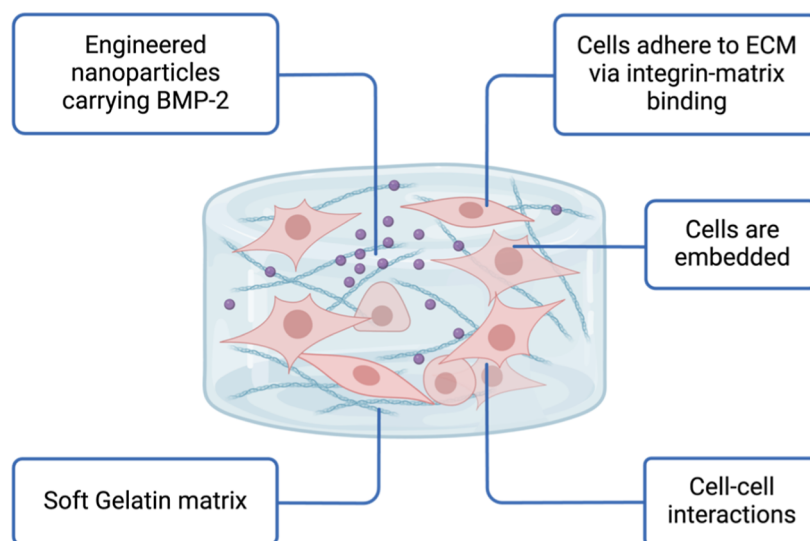 Engineered
nanoparticles
carrying BMP-2
Cells adhere to ECM
via integrin-matrix
binding
Cells are
embedded
Soft Gelatin matrix
Cell-cell
interactions